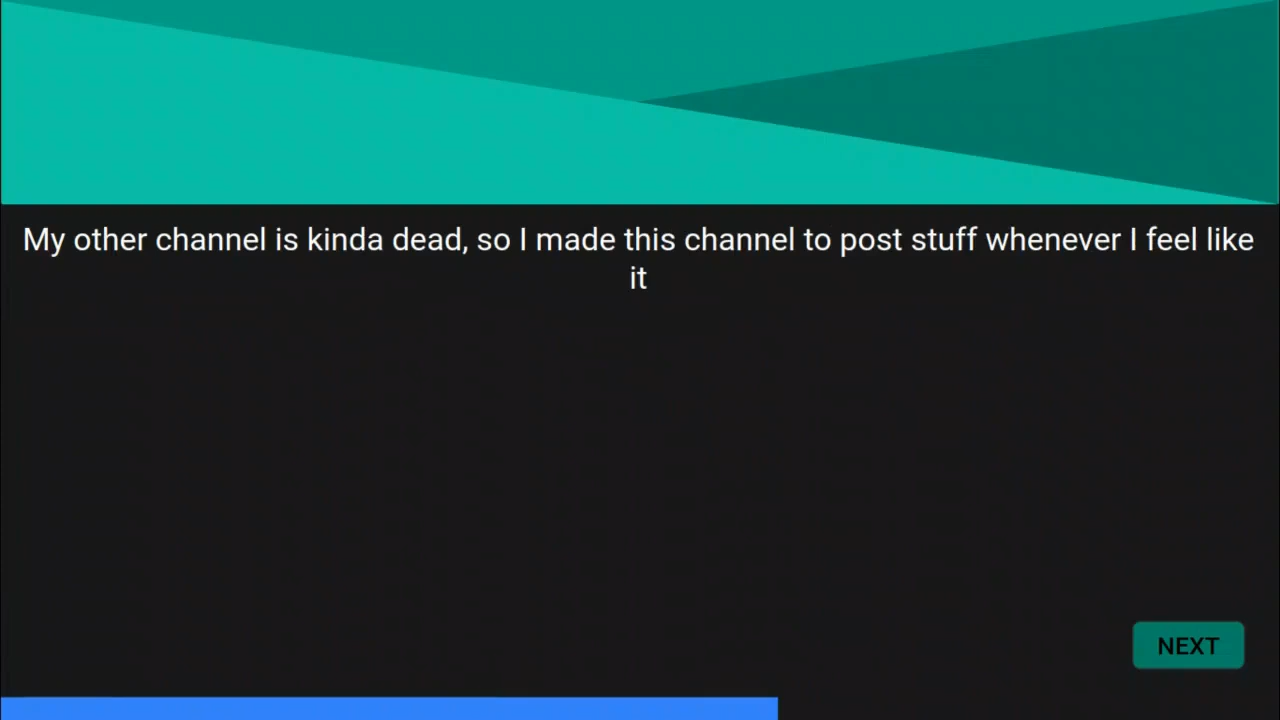 My other channel is kinda dead, so I made this channel to post stuff whenever I feel like
it
NEXT